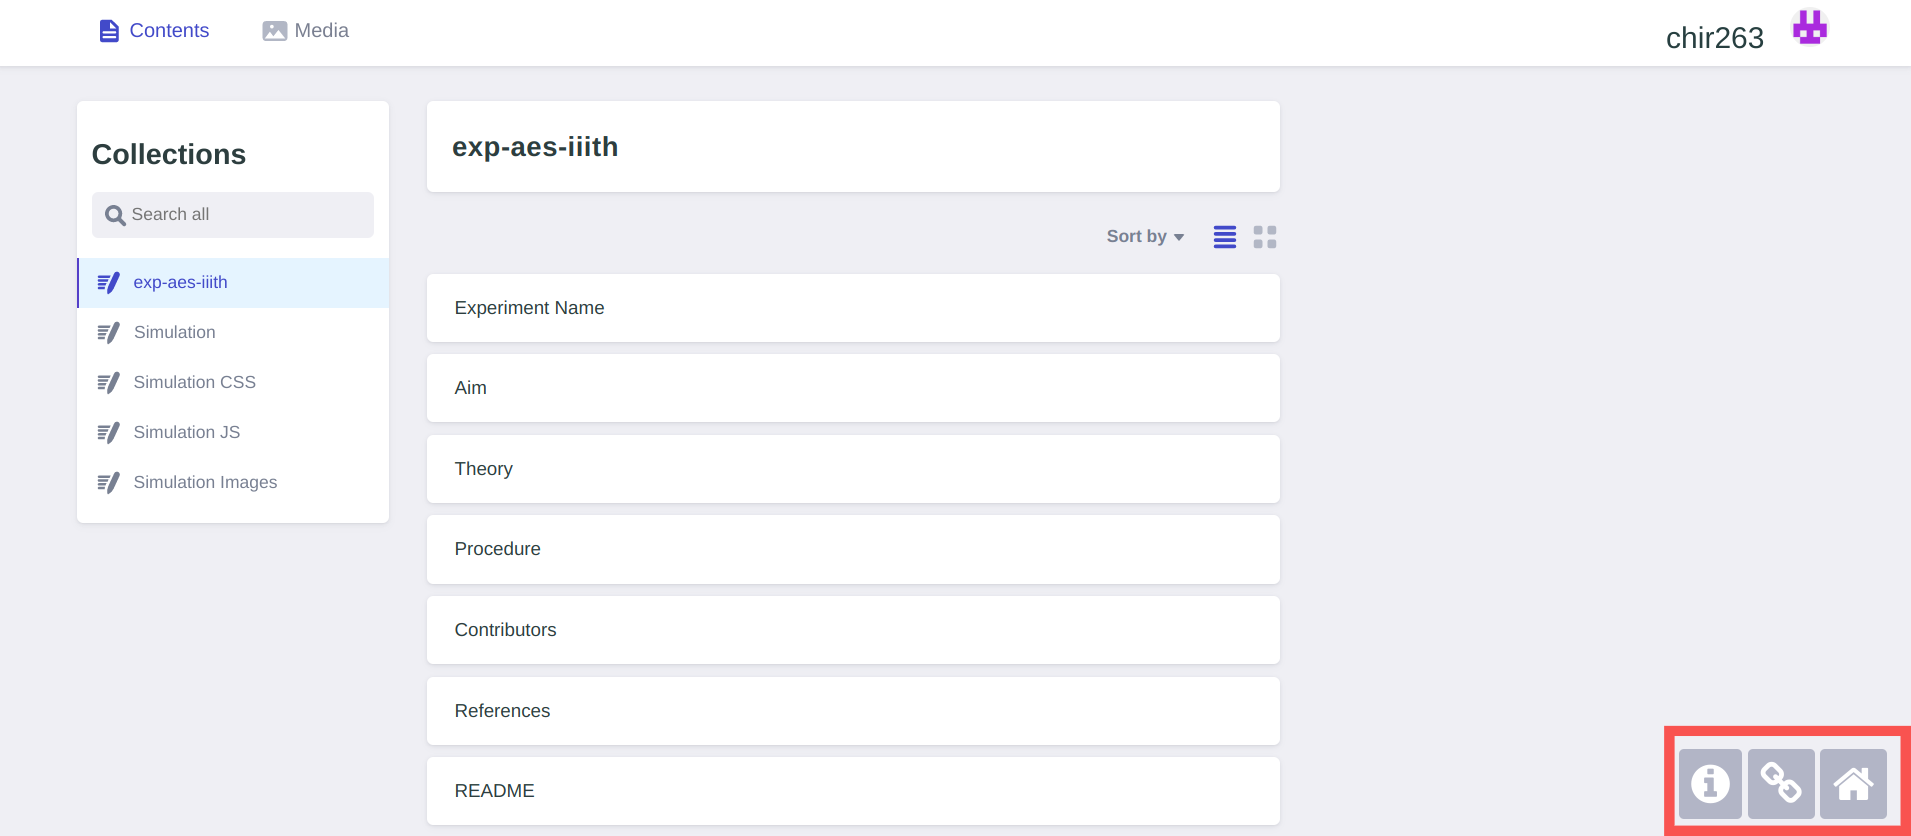 Contents
Media
chir263
Collections
Search all
exp-aes-iiith
Simulation
Simulation CSS
Simulation JS
Simulation Images
exp-aes-iiith
Sort by
Experiment Name
Aim
Theory
Procedure
Contributors
References
README